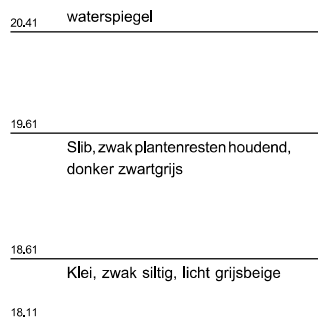 waterspiegel
20.41
19.61
Slib, zwak plantenresten houdend,
donker zwartgrijs
18.61
Klei, zwak siltig, licht grijsbeige
18.11